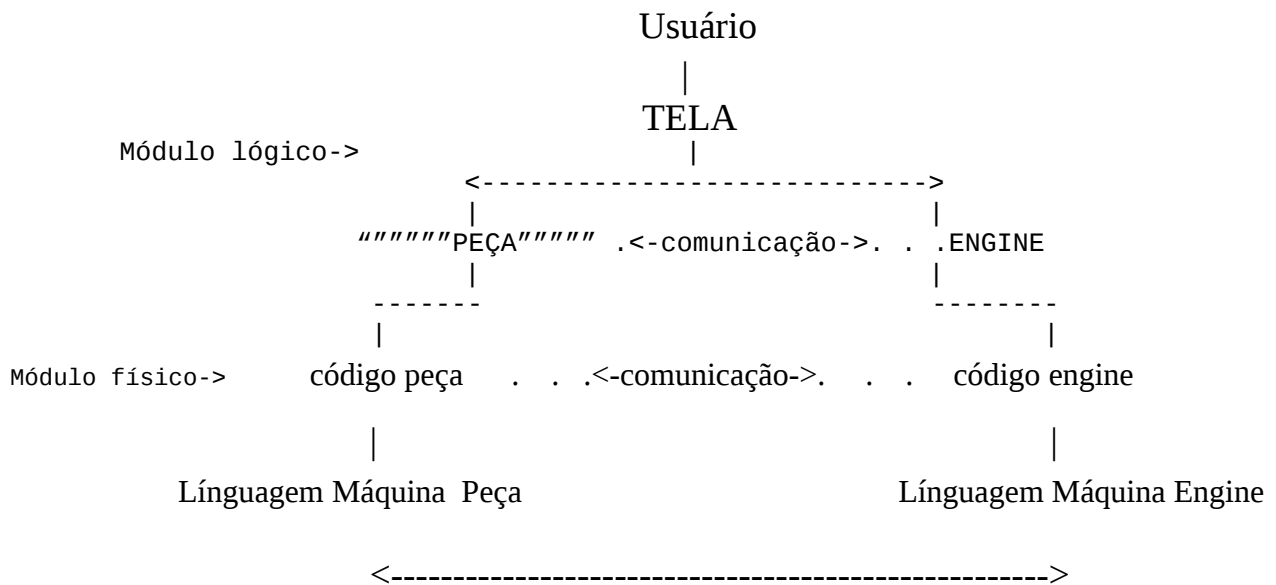 Usuário
|
TELA
Módulo lógico-> |
<---------------------------->
| |
“””””””PEÇA””””” .<-comunicação->. . .ENGINE
| |
------- --------
| |
Módulo físico-> código peça . . .<-comunicação->. . . código engine
| |
Línguagem Máquina Peça Línguagem Máquina Engine
<----------------------------------------------------->